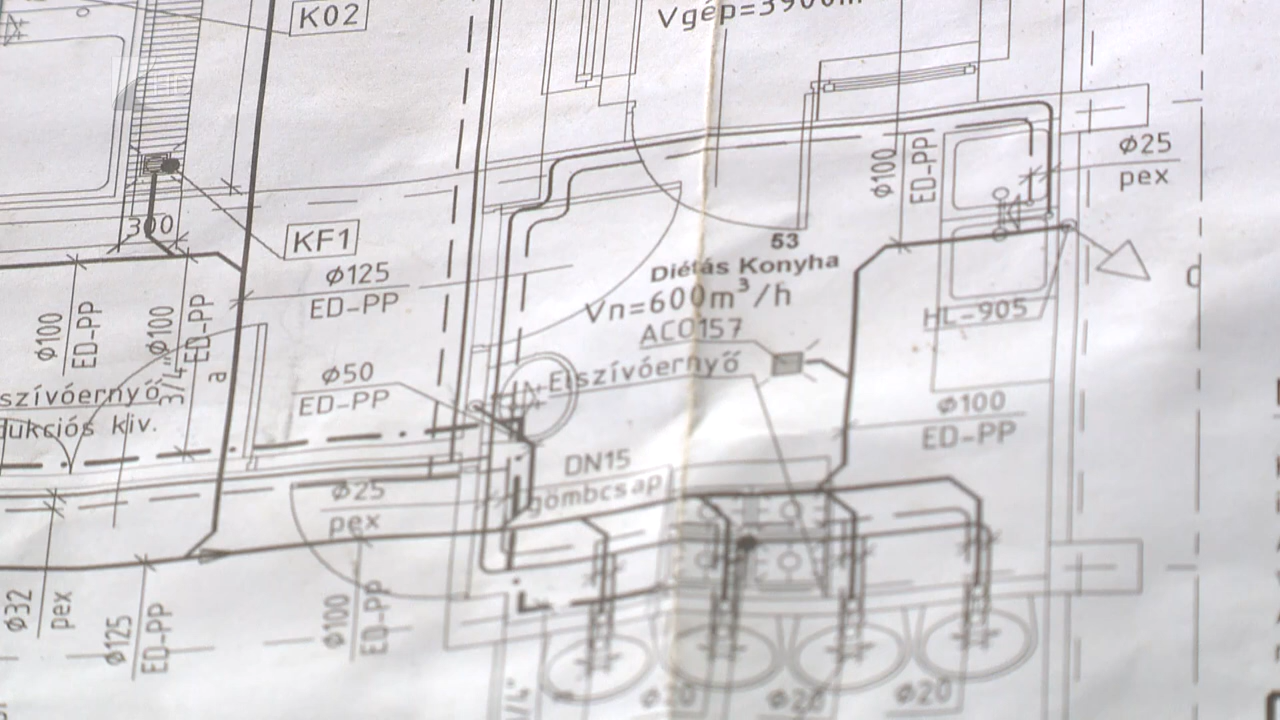 K02
Vgép=3900m
Ø25
pex
Ø100
ED-PP
300
KF1
53
Diétás Konyha
Vn=600m³/h
ACO157
Elszívóernyő
Ø125
ED-PP
HL-905
Ø100
ED-PP
Ø100
ED-PP
3/4"
a
Ø50
ED-PP
szívóernyő
Ø100
ED-PP
ukciós kiv.
DN15
gömbcsap
Ø25
pex
Ø32
pex
Ø125
ED-PP
Ø100
ED-PP
Ø20
Ø20
Ø20